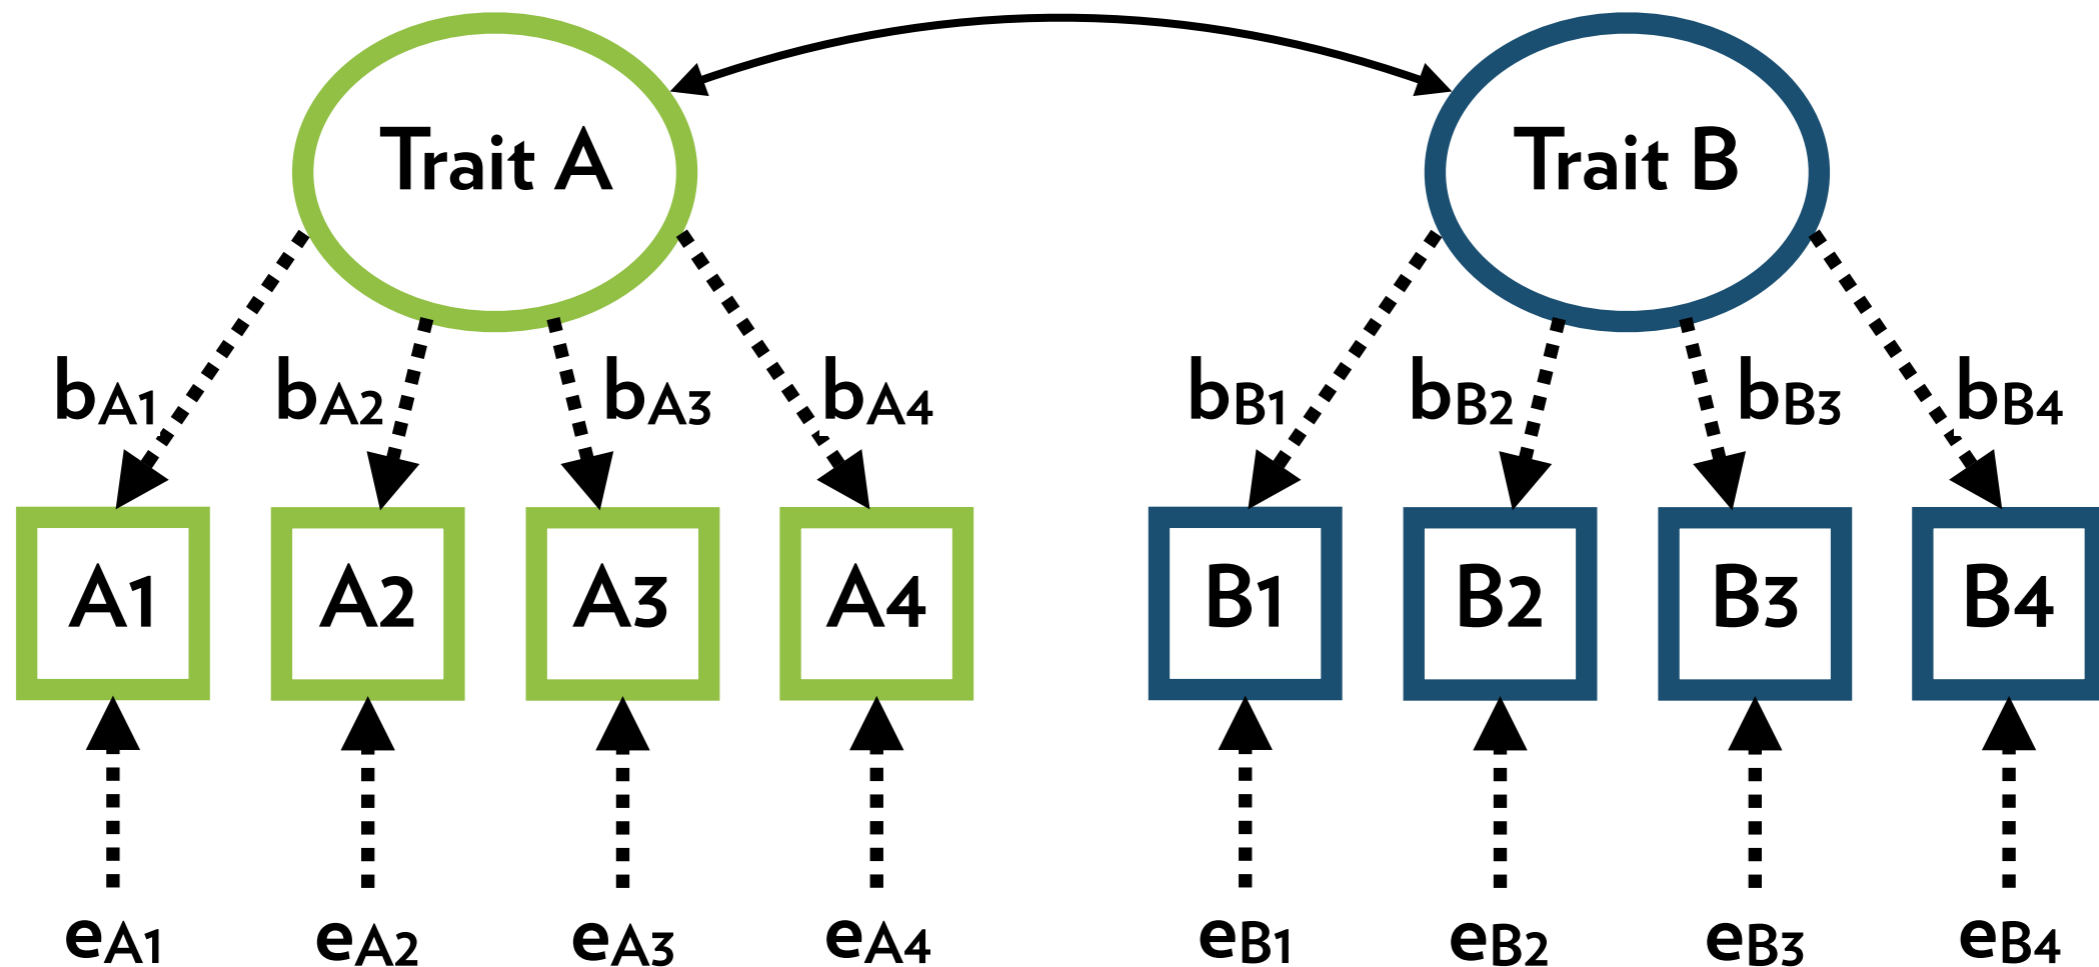 Trait A Trait B
bA1 bA2 bA3 bA4 bB1 bB2 bB3 bB4
A1 A2 A3 A4 B1 B2 B3 B4
eA1 eA2 eA3 eA4 eB1 eB2 eB3 eB4